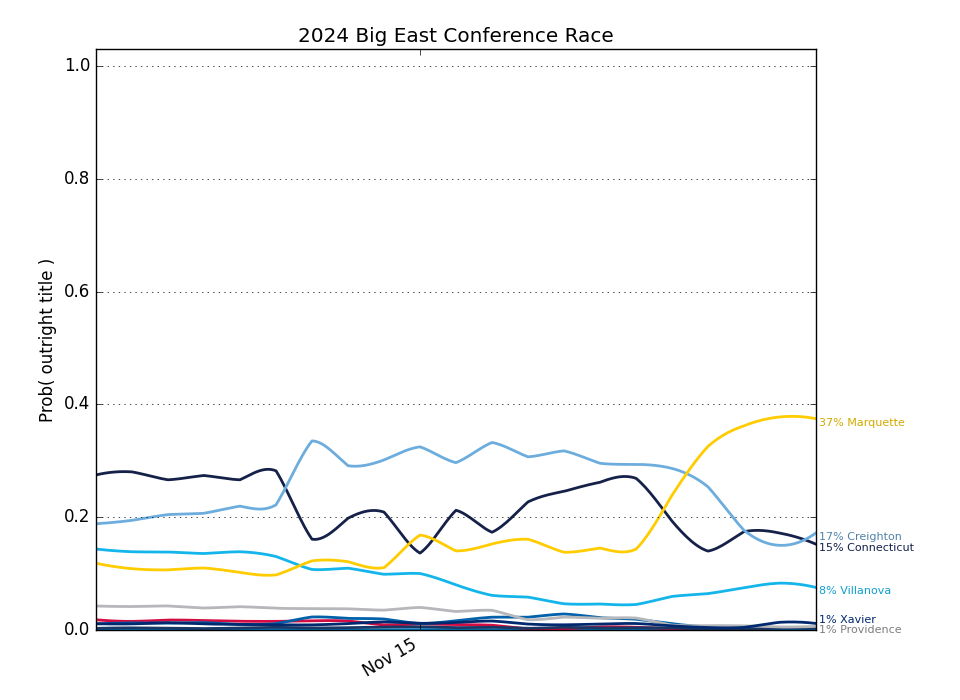 2024 Big East Conference Race
Prob( outright title )
1.0
0.8
0.6
0.4
0.2
0.0
37% Marquette
17% Creighton
15% Connecticut
8% Villanova
1% Xavier
1% Providence
Nov 15